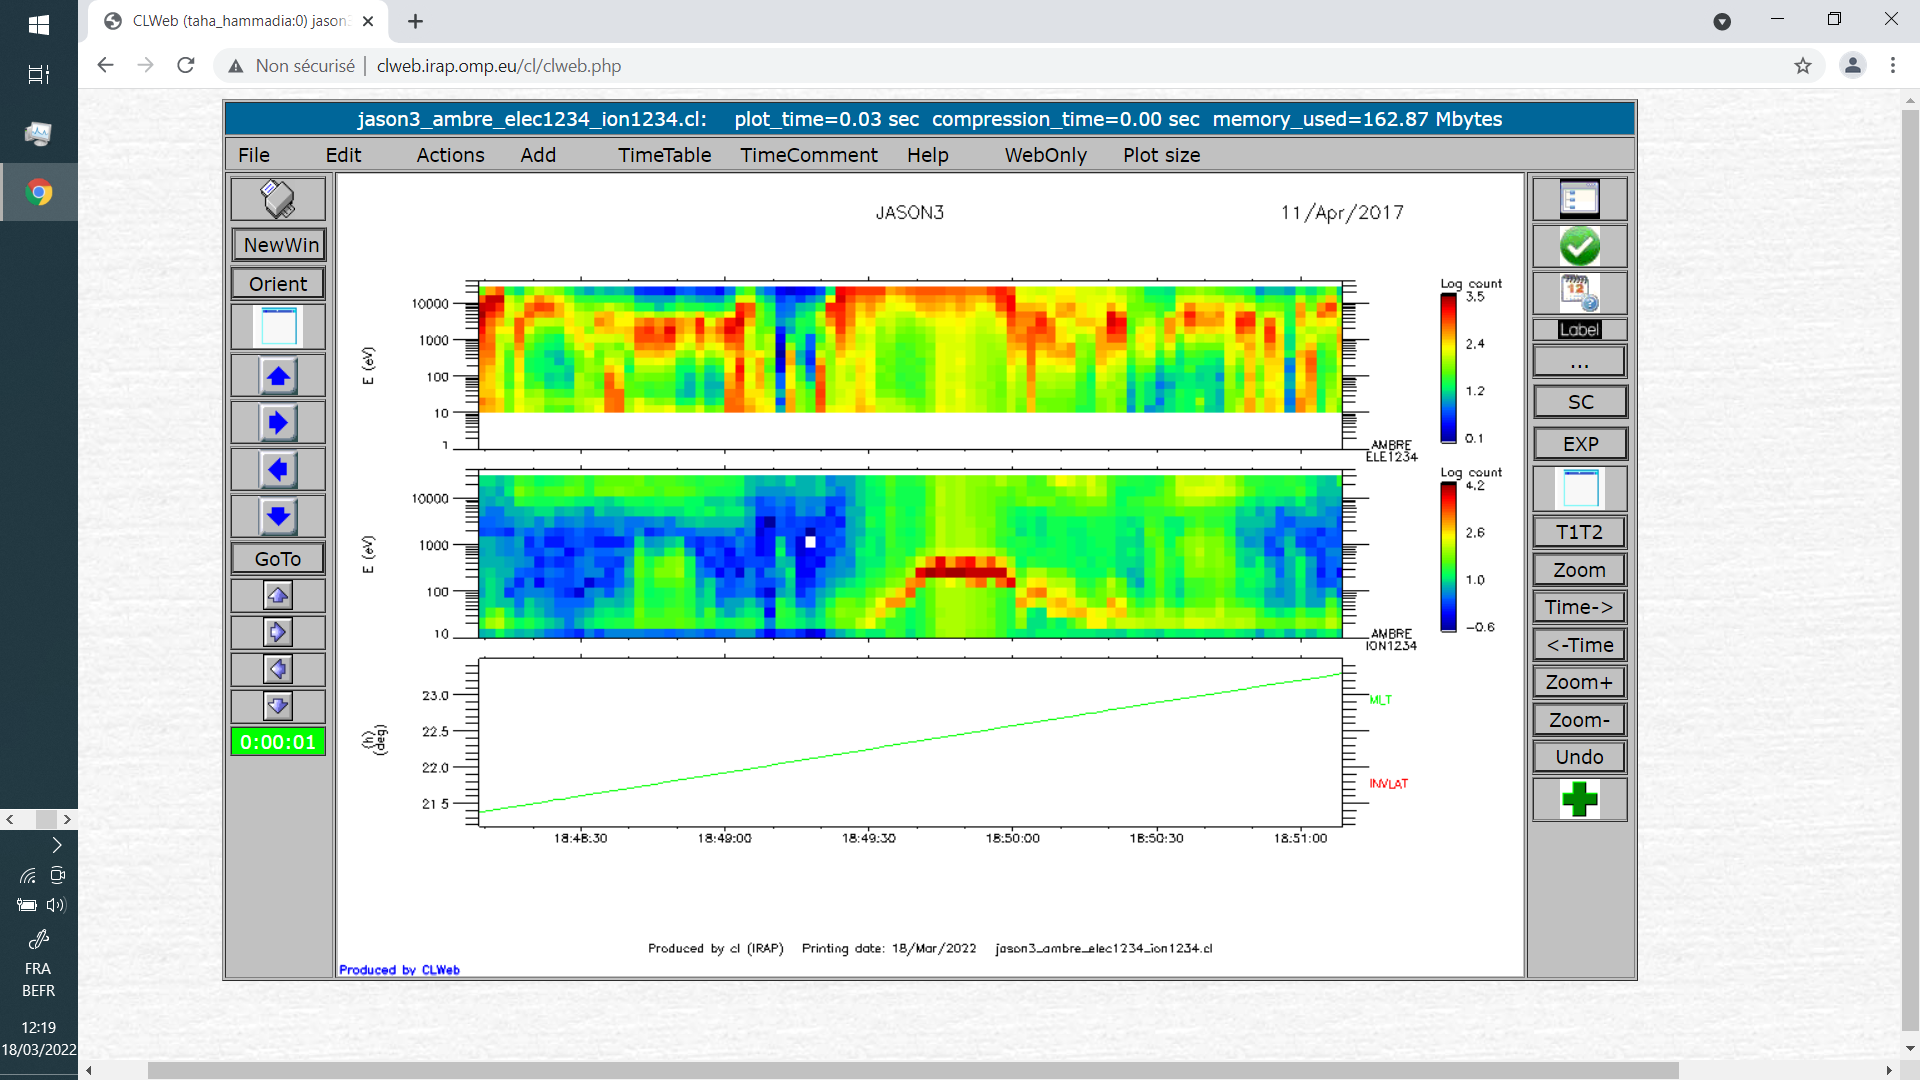 CLWeb (taha_hammadia:0) jason3
Non sécurisé | clweb.irap.omp.eu/cl/clweb.php
jason3_ambre_elec1234_ion1234.cl: plot_time=0.03 sec compression_time=0.00 sec memory_used=162.87 Mbytes
File Edit Actions Add TimeTable TimeComment Help WebOnly Plot size
NewWin
Orient
GoTo
0:00:01
JASON3 11/Apr/2017
10000
1000
100
10
1
E (eV)
Log count
3.5
2.4
1.2
0.1
AMBRE
ELE1234
10000
1000
100
10
E (eV)
Log count
4.2
2.6
1.0
-0.6
AMBRE
ION1234
23.0
22.5
22.0
21.5
(h)
(deg)
MLT
INVLAT
18:48:30 18:49:00 18:49:30 18:50:00 18:50:30 18:51:00
Produced by cl (IRAP) Printing date: 18/Mar/2022 jason3_ambre_elec1234_ion1234.cl
Produced by CLWeb
12
Label
...
SC
EXP
T1T2
Zoom
Time->
<-Time
Zoom+
Zoom-
Undo
FRA
BEFR
12:19
18/03/2022